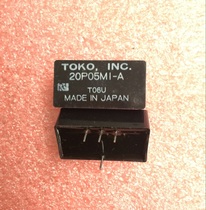 TOKO, INC.
20P05MI-A
T06U
MADE IN JAPAN